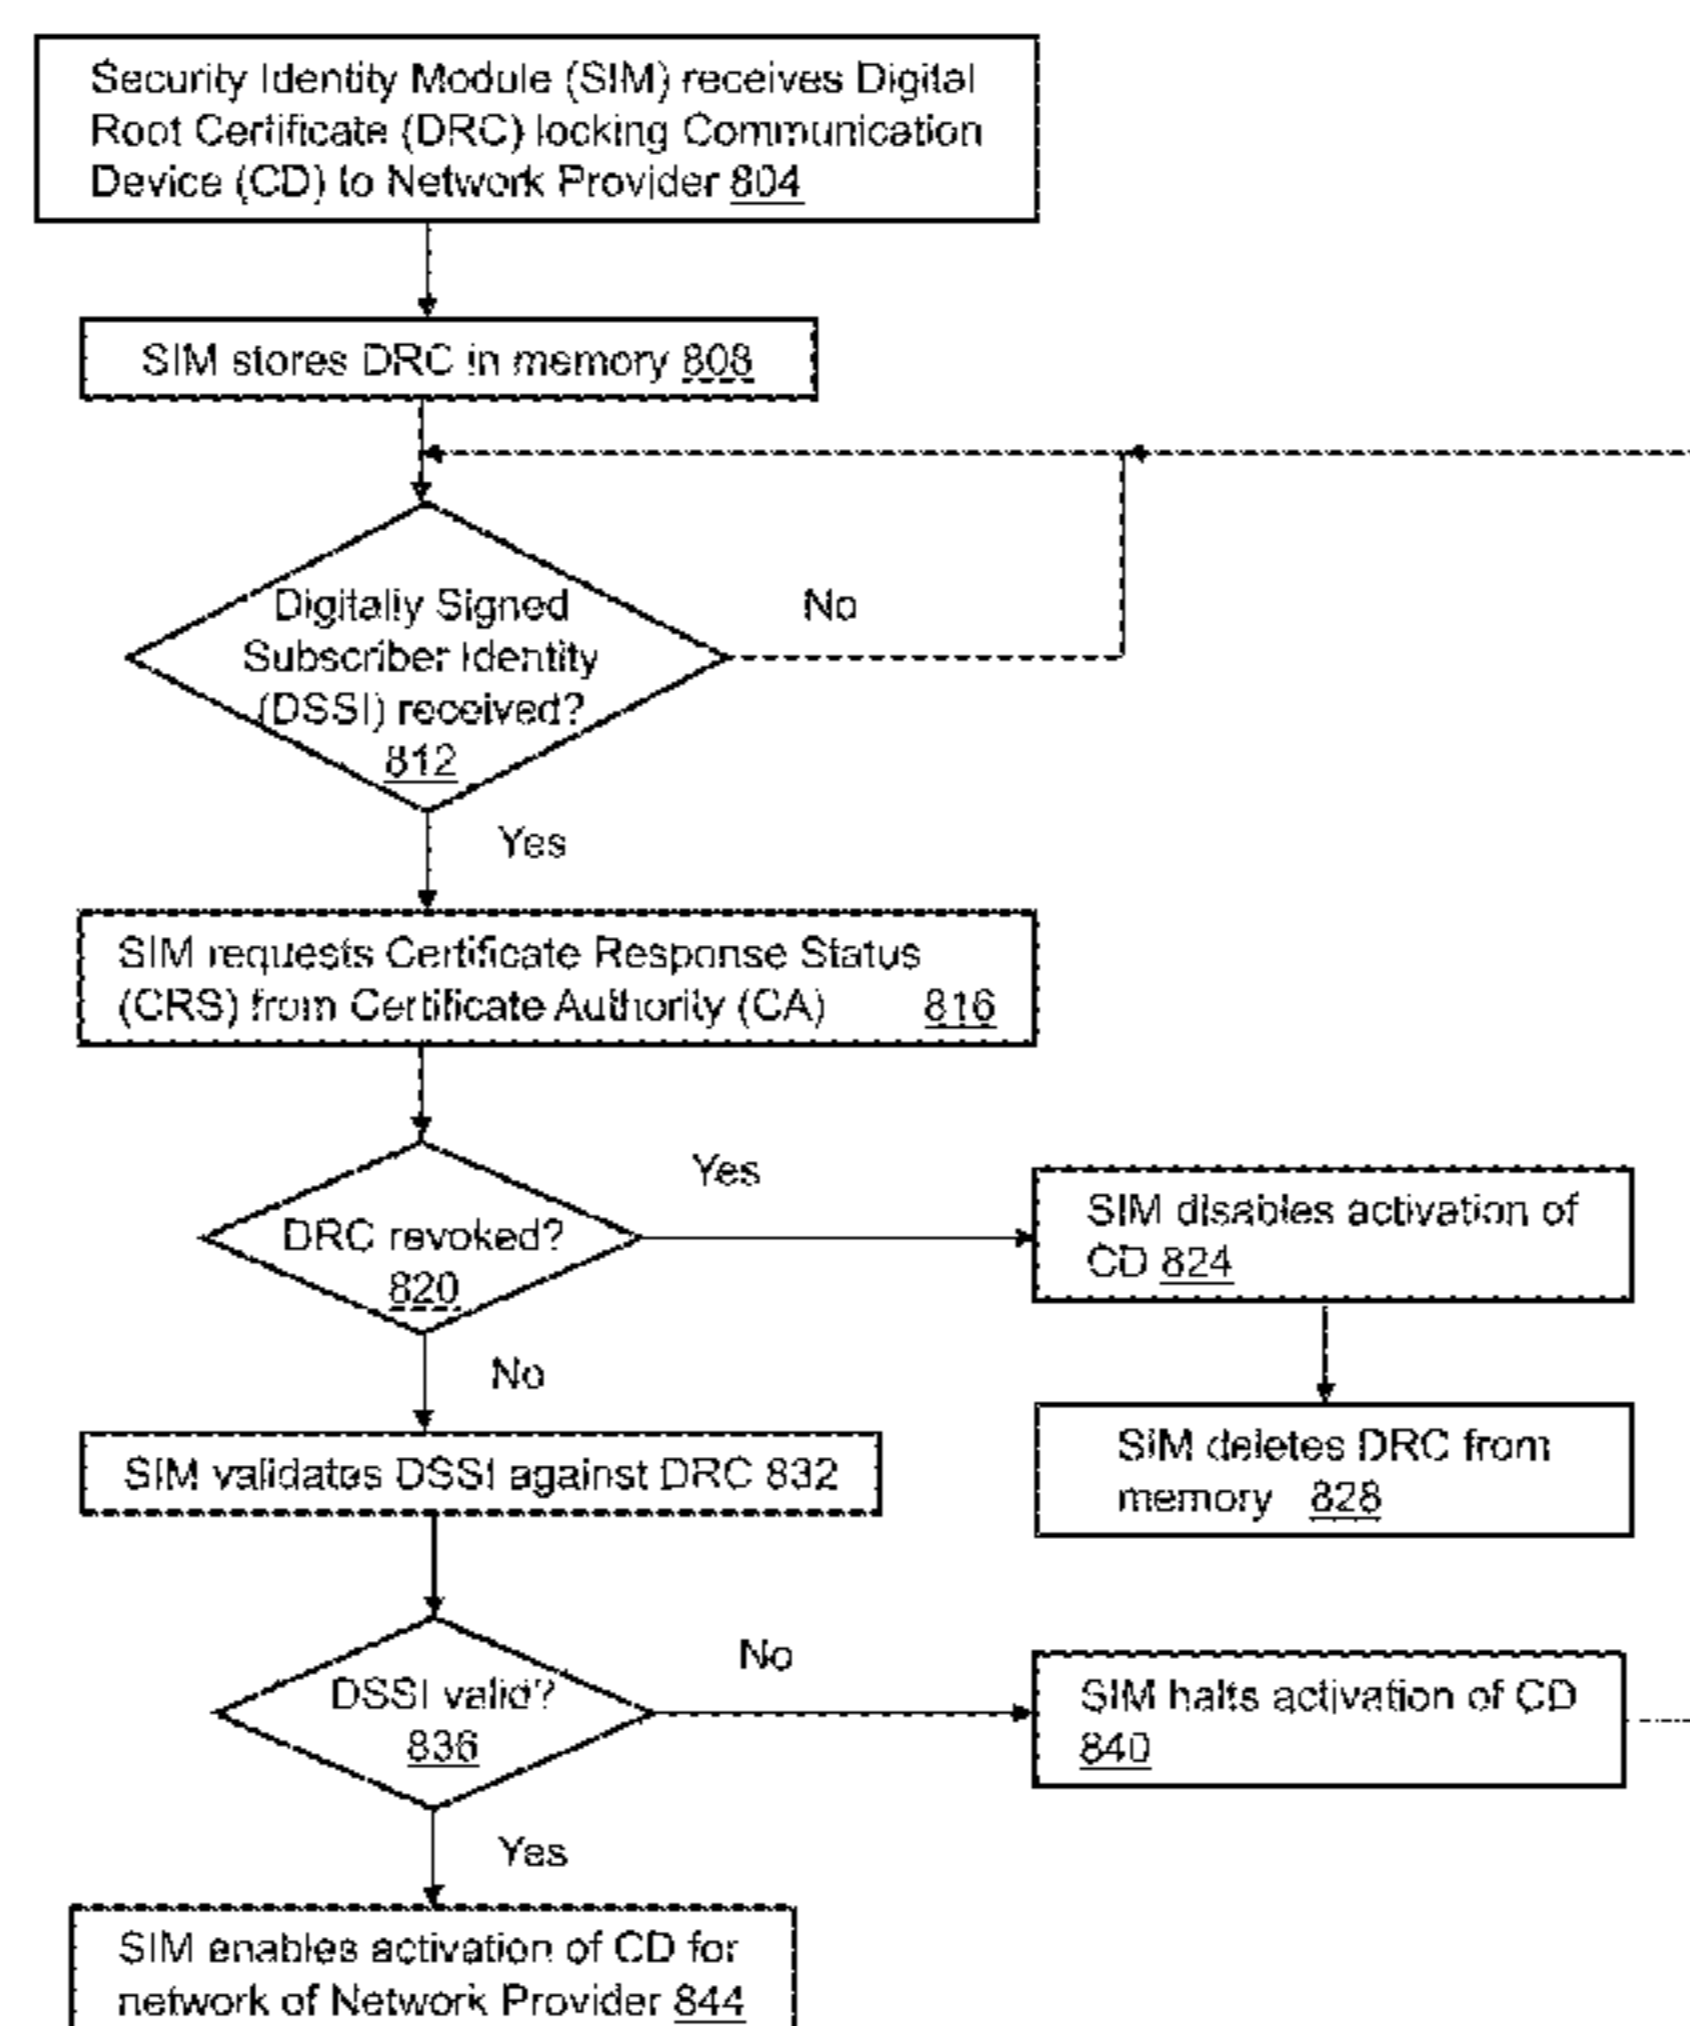 Security Identity Module (SIM) receives Digital
Root Certificate (DRC) locking Communication
Device (CD) to Network Provider 804
SIM stores DRC in memory 808
Digitally Signed
Subscriber Identity
(DSSI) received?
812
No
Yes
SIM requests Certificate Response Status
(CRS) from Certificate Authority (CA) 816
DRC revoked?
820
Yes
SIM disables activation of
CD 824
SIM deletes DRC from
memory 828
No
SIM validates DSSI against DRC 832
DSSI valid?
836
No
SIM halts activation of CD
840
Yes
SIM enables activation of CD for
network of Network Provider 844